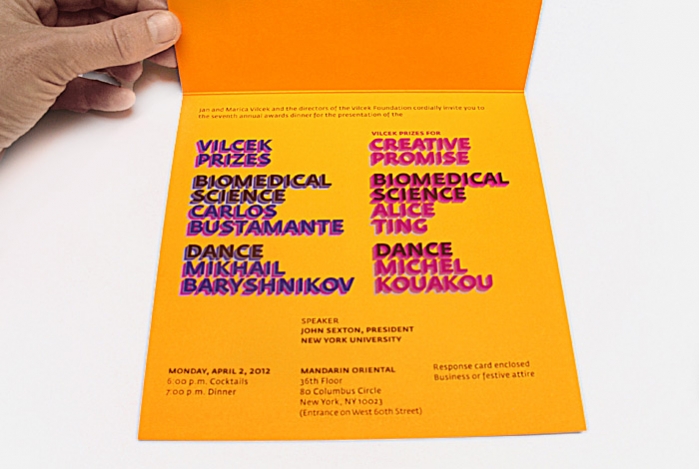 Jan and Marica Vilcek and the directors of the Vilcek Foundation cordially invite you to
the seventh annual awards dinner for the presentation of the
VILCEK
PRIZES
BIOMEDICAL
SCIENCE
CARLOS
BUSTAMANTE
DANCE
MIKHAIL
BARYSHNIKOV
VILCEK PRIZES FOR
CREATIVE
PROMISE
BIOMEDICAL
SCIENCE
ALICE
TING
DANCE
MICHEL
KOUAKOU
SPEAKER
JOHN SEXTON, PRESIDENT
NEW YORK UNIVERSITY
MONDAY, APRIL 2, 2012
6:00 p.m. Cocktails
7:00 p.m. Dinner
MANDARIN ORIENTAL
36th Floor
80 Columbus Circle
New York, NY 10023
(Entrance on West 60th Street)
Response card enclosed
Business or festive attire